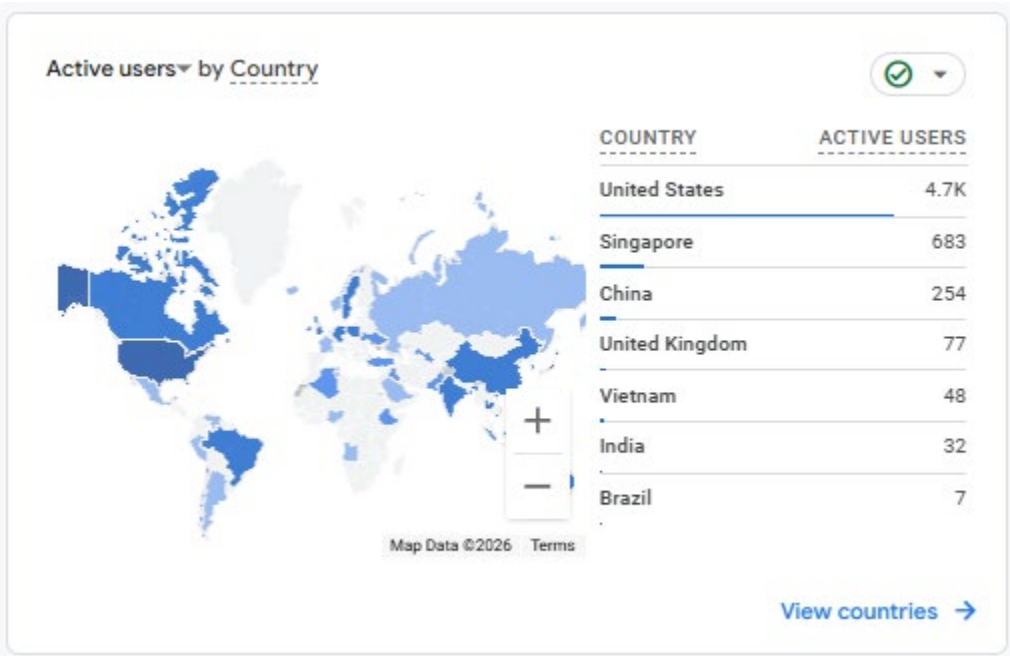 Active users by Country
COUNTRY ACTIVE USERS
United States 4.7K
Singapore 683
China 254
United Kingdom 77
Vietnam 48
India 32
Brazil 7
+
−
Map Data ©2026 Terms
View countries